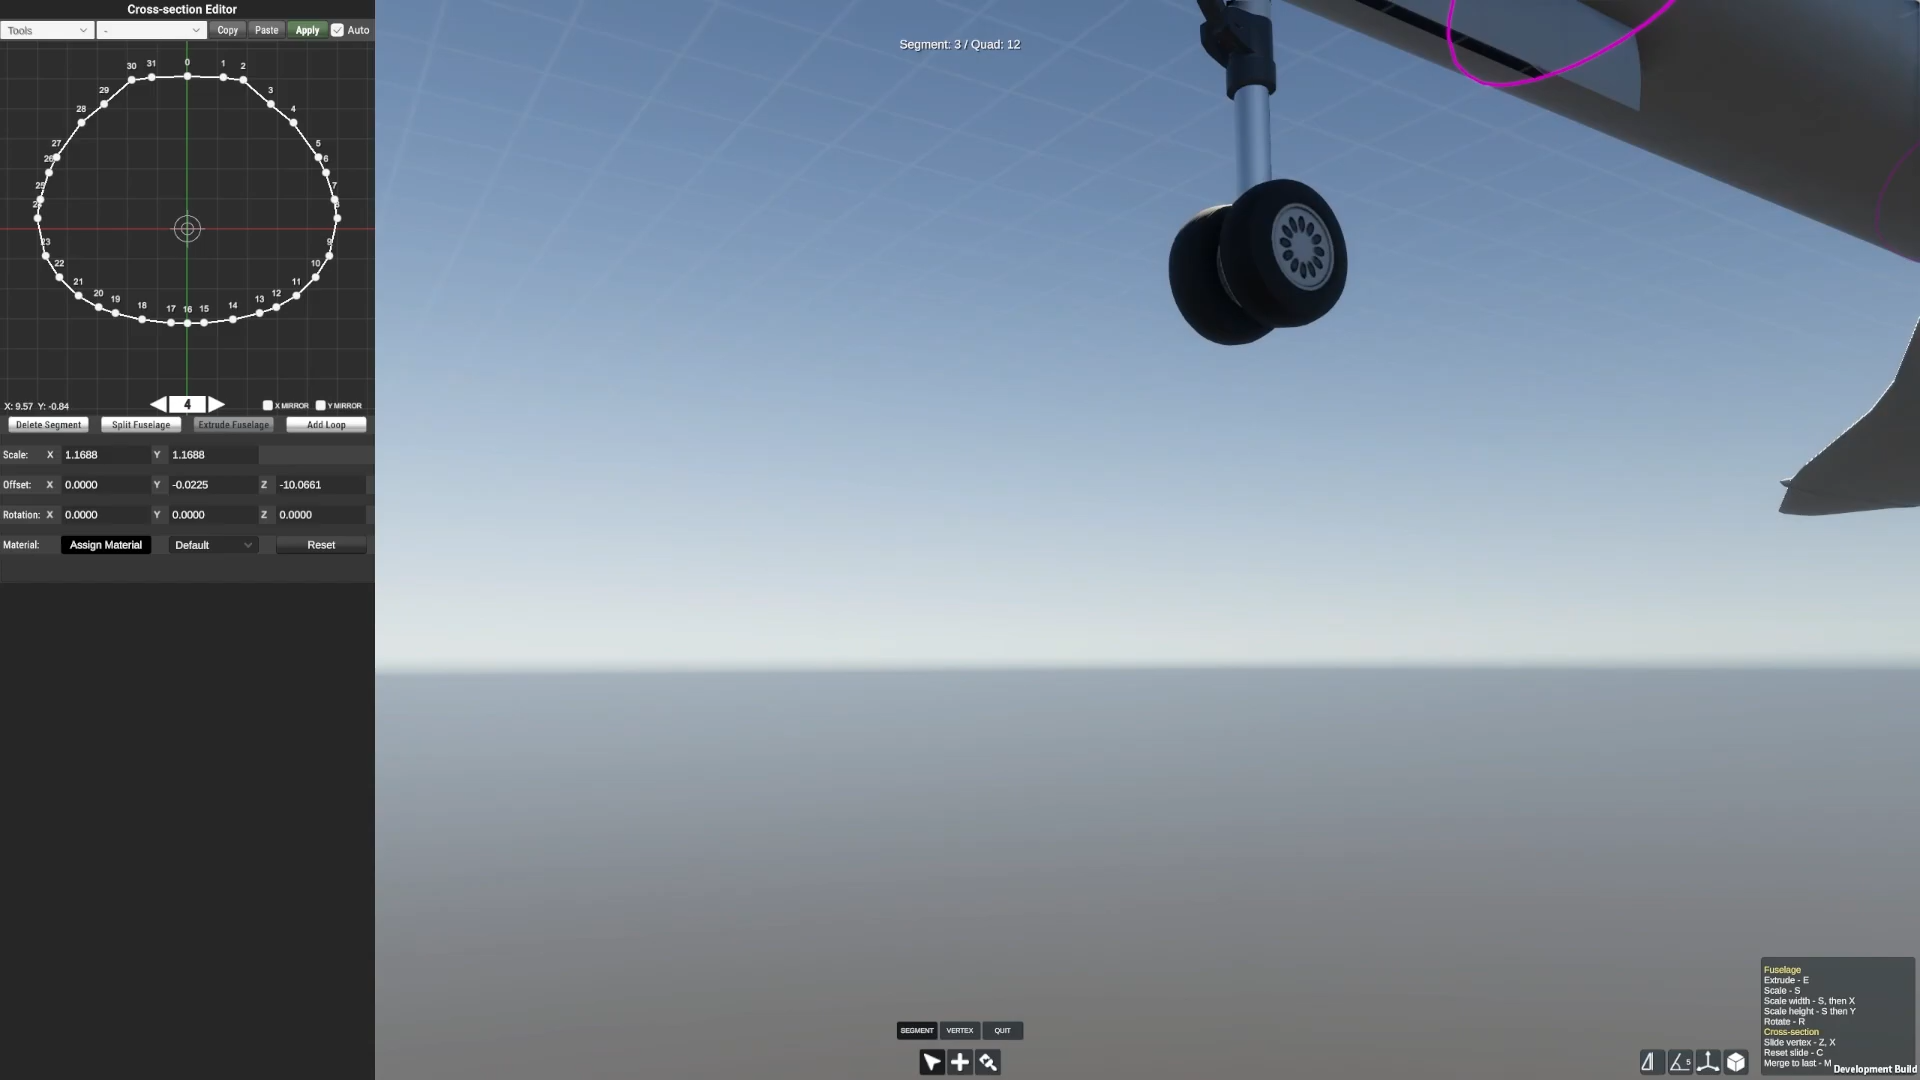 Cross-section Editor
Tools - Copy Paste Apply Auto
Segment: 3 / Quad: 12
30 31 0 1 2
29 3
28 4
27 5
26 6
25 7
24 8
23 9
22 10
21 11
20 12
19 13
18 14
17 16 15
X: 9.57 Y: -0.84 4 X MIRROR Y MIRROR
Delete Segment Split Fuselage Extrude Fuselage Add Loop
Scale: X 1.1688 Y 1.1688
Offset: X 0.0000 Y -0.0225 Z -10.0661
Rotation: X 0.0000 Y 0.0000 Z 0.0000
Material: Assign Material Default Reset
SEGMENT VERTEX QUIT
Fuselage
Extrude - E
Scale - S
Scale width - S, then X
Scale height - S then Y
Rotate - R
Cross-section
Slide vertex - Z, X
Reset slide - C
Merge to last - M
Development Build
5